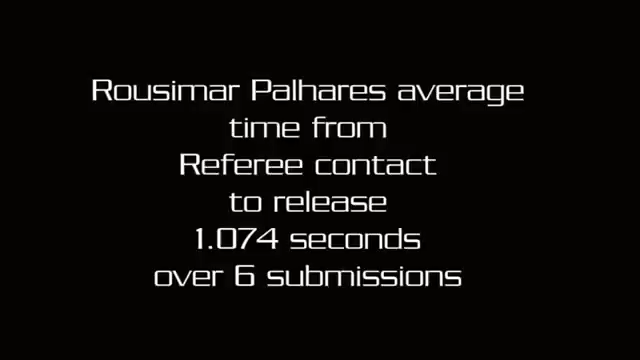 Rousimar Palhares average
time from
Referee contact
to release
1.074 seconds
over 6 submissions